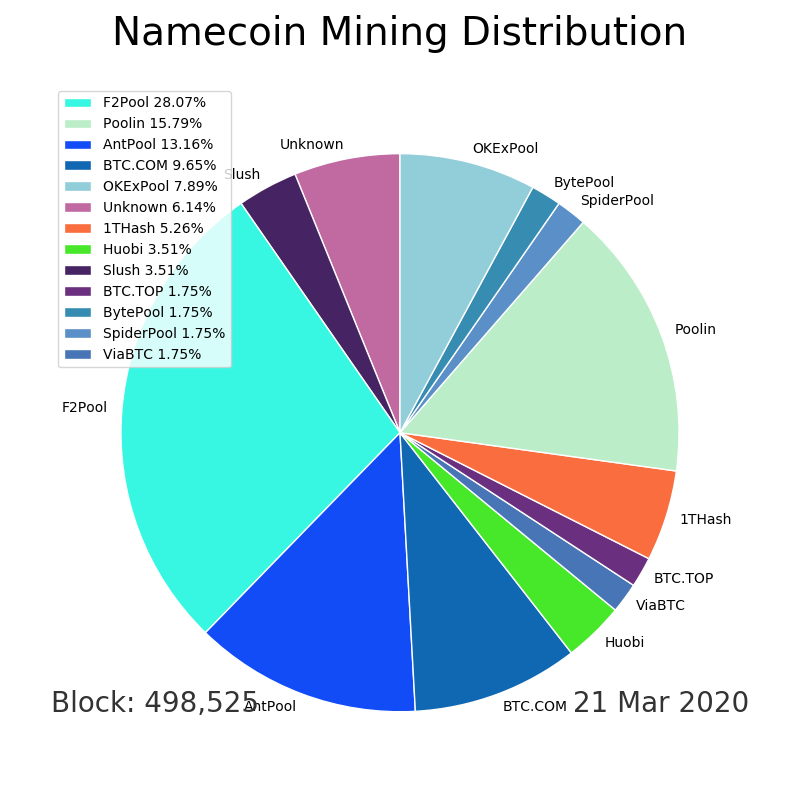 Namecoin Mining Distribution
F2Pool 28.07%
Poolin 15.79%
AntPool 13.16%
BTC.COM 9.65%
OKExPool 7.89%
Unknown 6.14%
1THash 5.26%
Huobi 3.51%
Slush 3.51%
BTC.TOP 1.75%
BytePool 1.75%
SpiderPool 1.75%
ViaBTC 1.75%
Unknown
OKExPool
Slush
BytePool
SpiderPool
Poolin
F2Pool
1THash
BTC.TOP
ViaBTC
Huobi
Block: 498,525
AntPool
BTC.COM
21 Mar 2020